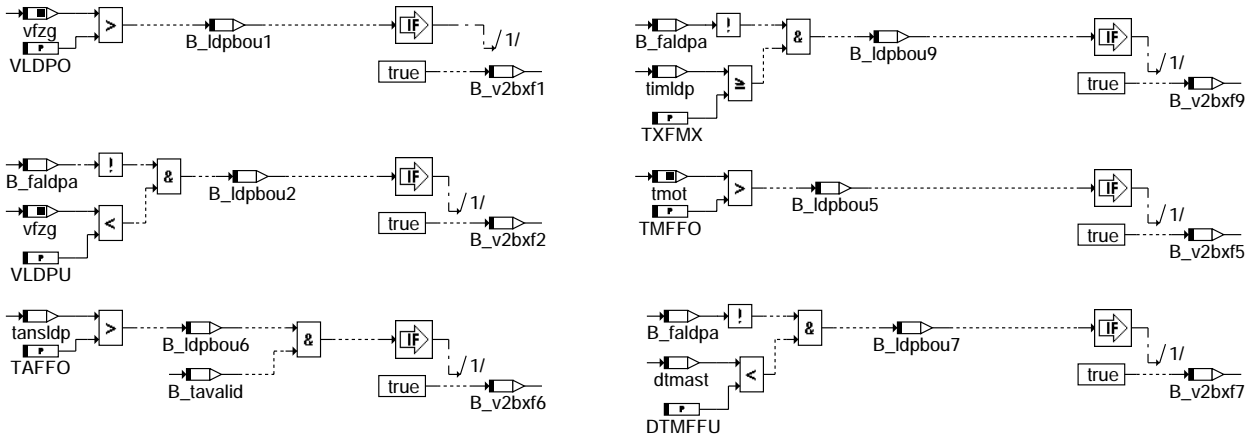 vfzg
>
VLDPO
B_ldpbou1
IF
1/
true
B_v2bxf1
B_faldpa
!
&
B_ldpbou2
IF
vfzg
<
1/
VLDPU
true
B_v2bxf2
tansldp
>
TAFFO
P
B_ldpbou6
B_tavalid
&
IF
1/
true
B_v2bxf6
B_faldpa
!
&
B_ldpbou9
IF
timldp
≥
1/
P
TXFMX
true
B_v2bxf9
tmot
>
P
TMFFO
B_ldpbou5
IF
1/
true
B_v2bxf5
B_faldpa
!
&
B_ldpbou7
IF
dtmast
<
1/
P
DTMFFU
true
B_v2bxf7